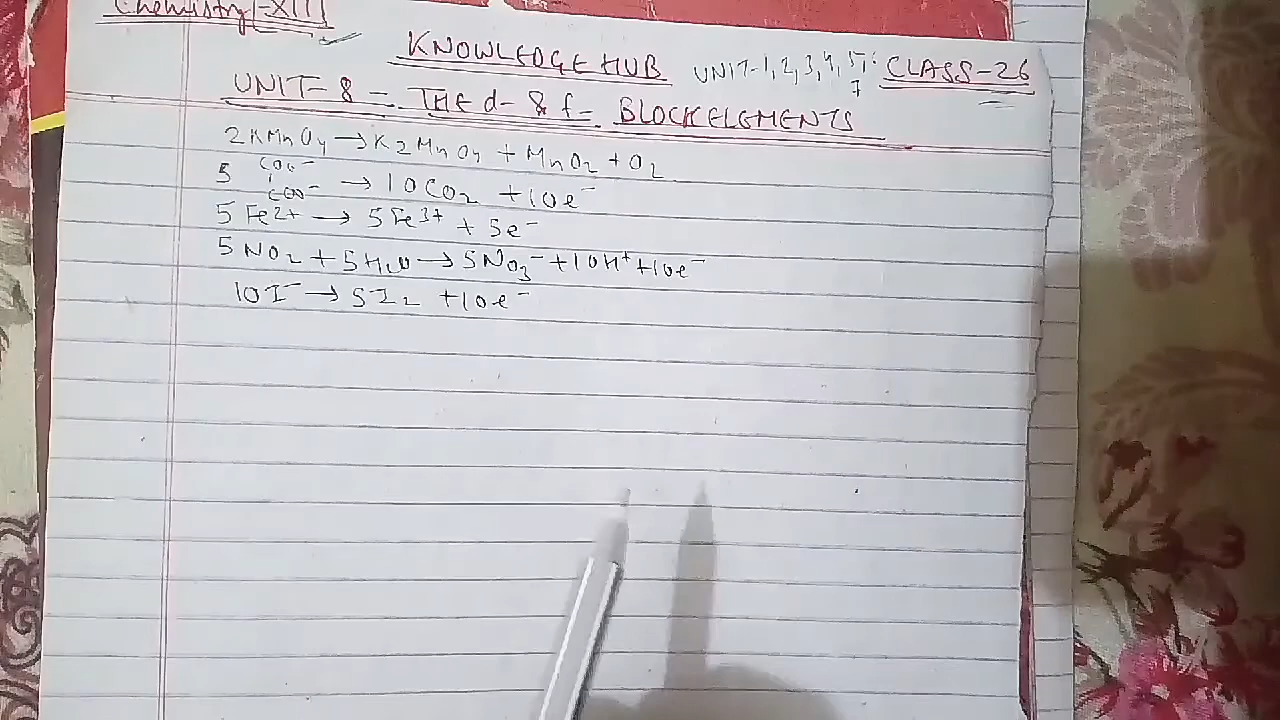 Chemistry-XII
KNOWLEDGE HUB UNIT-1,2,3,4,5, CLASS-26
7
UNIT-8 - THE d- & f- BLOCK ELEMENTS
2KMnO4 → K2MnO4 + MnO2 + O2
5 COO⁻
COO⁻ → 10CO2 + 10e⁻
5Fe2+ → 5Fe3+ + 5e⁻
5NO2 + 5H2O → 5NO3⁻ + 10H+ + 10e⁻
10I⁻ → 5I2 + 10e⁻